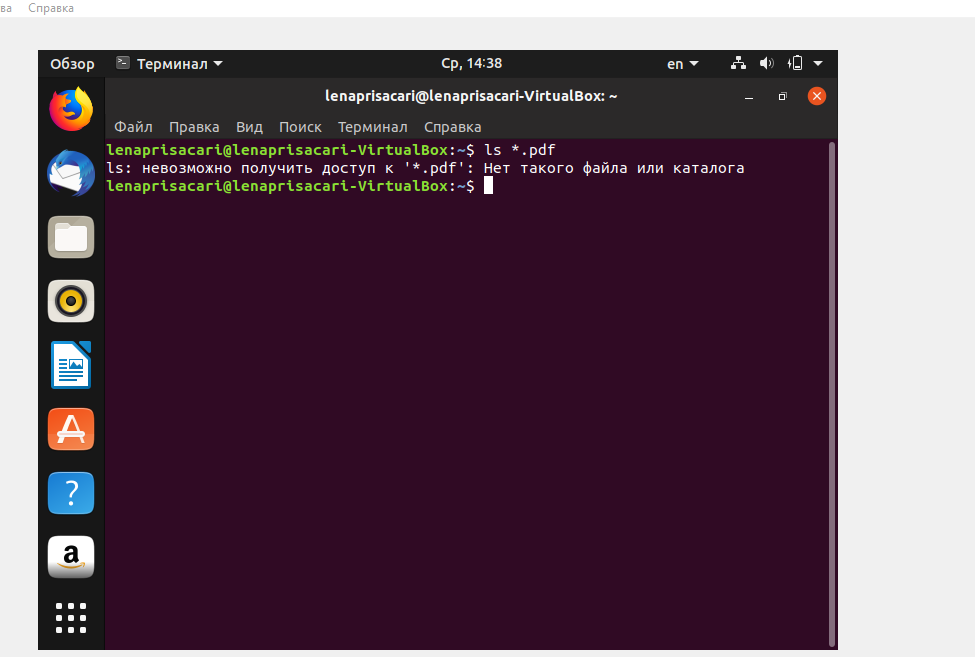 ва Справка
Обзор Терминал Ср, 14:38 en
lenaprisacari@lenaprisacari-VirtualBox: ~
Файл Правка Вид Поиск Терминал Справка
lenaprisacari@lenaprisacari-VirtualBox:~$ ls *.pdf
ls: невозможно получить доступ к '*.pdf': Нет такого файла или каталога
lenaprisacari@lenaprisacari-VirtualBox:~$